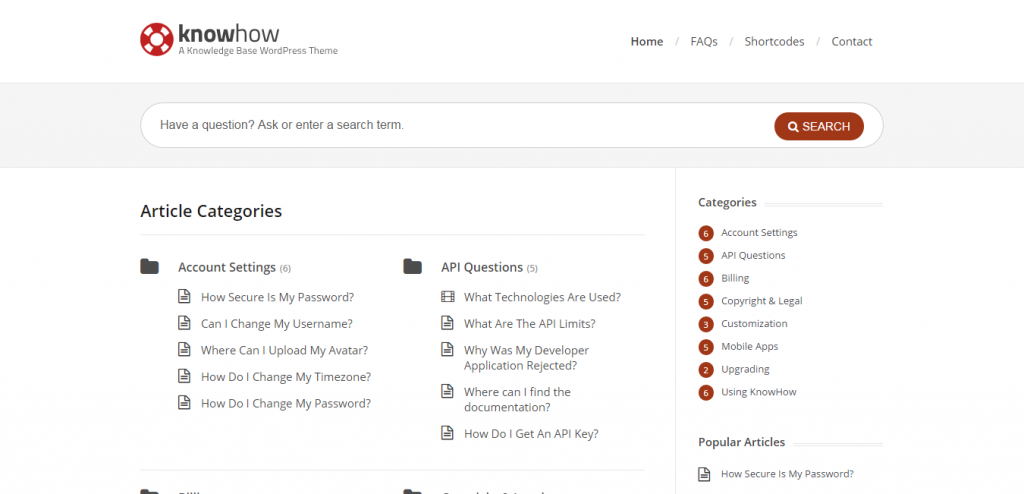 knowhow
A Knowledge Base WordPress Theme
Home / FAQs / Shortcodes / Contact
Have a question? Ask or enter a search term.
SEARCH
Article Categories
Account Settings (6)
How Secure Is My Password?
Can I Change My Username?
Where Can I Upload My Avatar?
How Do I Change My Timezone?
How Do I Change My Password?
API Questions (5)
What Technologies Are Used?
What Are The API Limits?
Why Was My Developer
Application Rejected?
Where can I find the
documentation?
How Do I Get An API Key?
Categories
6 Account Settings
5 API Questions
6 Billing
5 Copyright & Legal
3 Customization
5 Mobile Apps
2 Upgrading
6 Using KnowHow
Popular Articles
How Secure Is My Password?